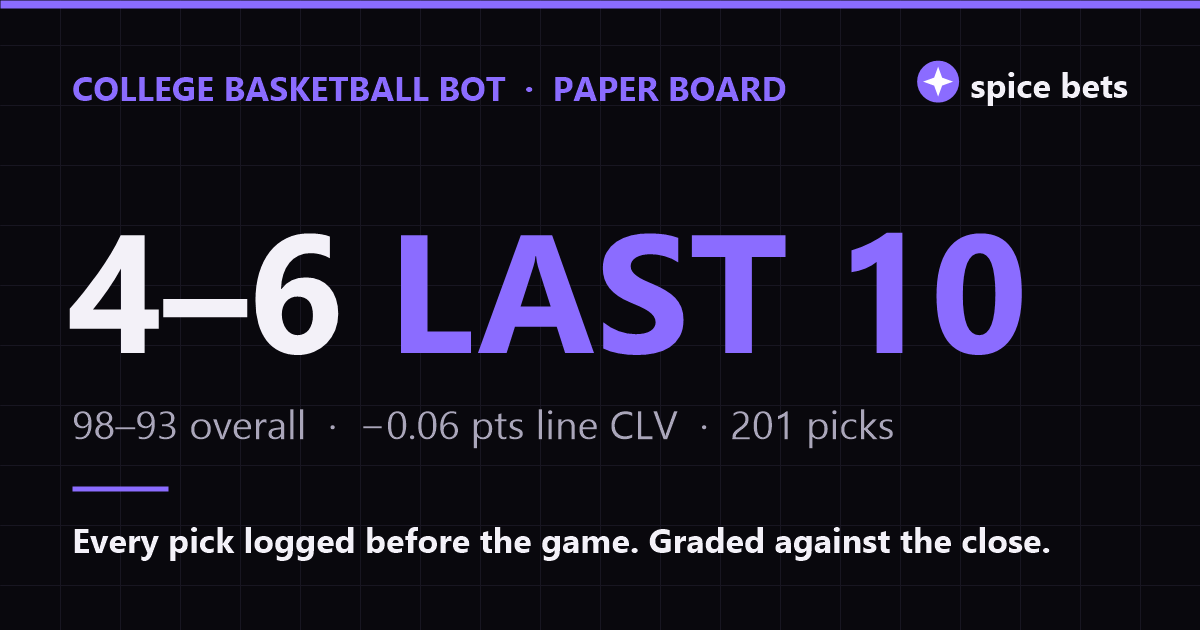 COLLEGE BASKETBALL BOT · PAPER BOARD
spice bets
4–6 LAST 10
98–93 overall · −0.06 pts line CLV · 201 picks
Every pick logged before the game. Graded against the close.